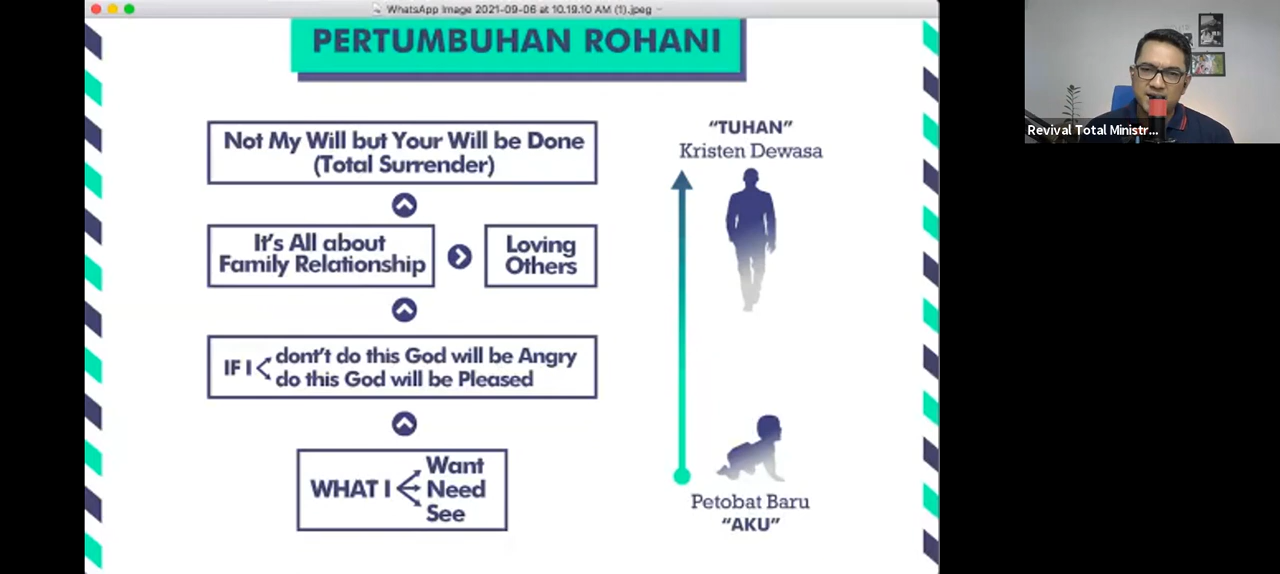 WhatsApp Image 2021-09-06 at 10.19.10 AM (1).jpeg
PERTUMBUHAN ROHANI
Not My Will but Your Will be Done
(Total Surrender)
It's All about
Family Relationship
Loving
Others
IF I
dont't do this God will be Angry
do this God will be Pleased
WHAT I
Want
Need
See
"TUHAN"
Kristen Dewasa
Petobat Baru
"AKU"
Revival Total Ministr...